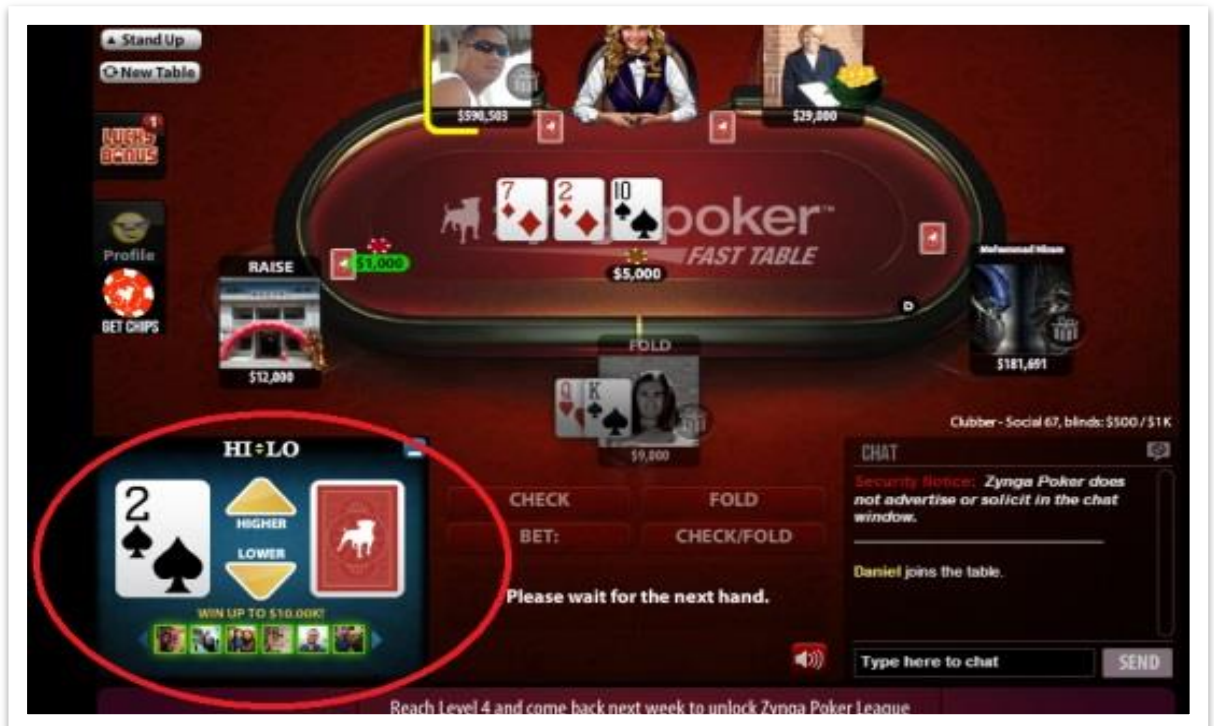 Stand Up
New Table
$590,503
$29,000
1
LUCKY
BONUS
7
2
10
zynga poker™
FAST TABLE
Profile
GET CHIPS
RAISE
$1,000
$5,000
D
$12,000
$181,691
FOLD
Q
K
$9,000
Clubber - Social 67, blinds: $500 / $1K
HI LO
2
HIGHER
LOWER
WIN UP TO $10.00K!
CHECK
FOLD
BET:
CHECK/FOLD
Please wait for the next hand.
CHAT
Security Notice: Zynga Poker does
not advertise or solicit in the chat
window.
Daniel joins the table.
Type here to chat
SEND
Reach Level 4 and come back next week to unlock Zynga Poker League